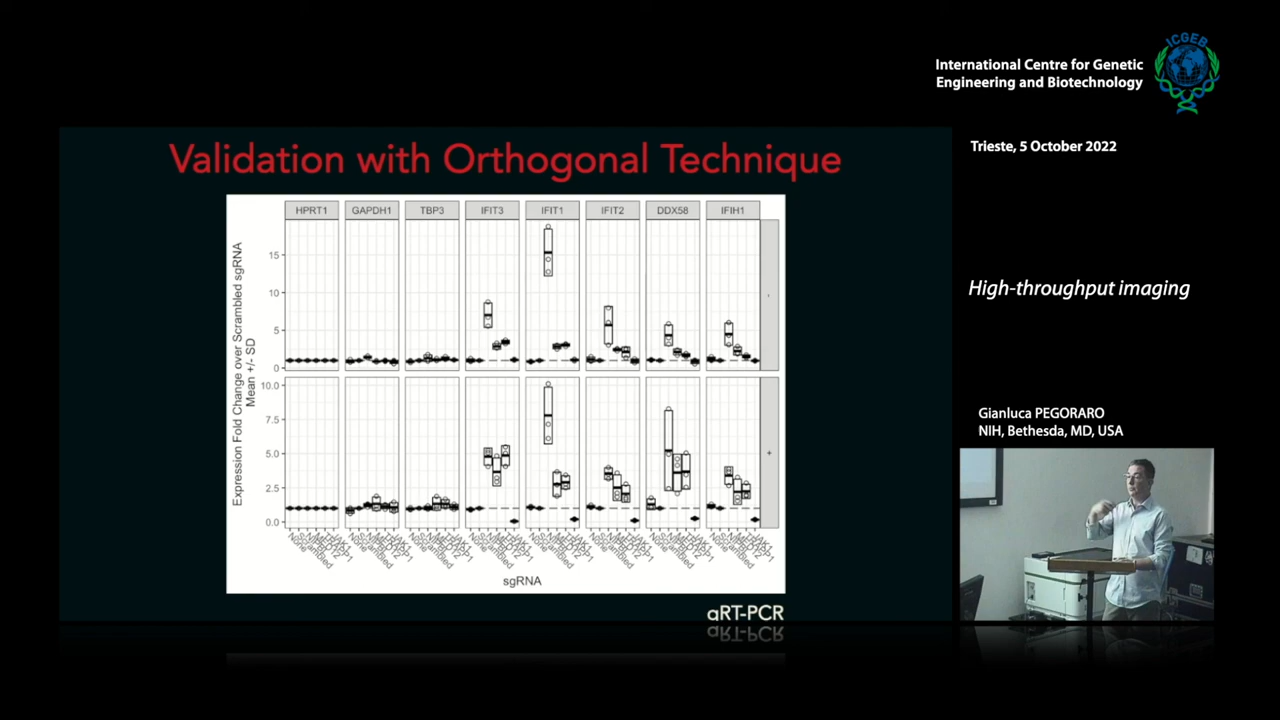 ICGEB
International Centre for Genetic
Engineering and Biotechnology
Trieste, 5 October 2022
Validation with Orthogonal Technique
HPRT1 GAPDH1 TBP3 IFIT3 IFIT1 IFIT2 DDX58 IFIH1
Expression Fold Change over Scrambled sgRNA
Mean +/- SD
15
10
5
0
10.0
7.5
5.0
2.5
0.0
+
None
sgRNA
qRT-PCR
High-throughput imaging
Gianluca PEGORARO
NIH, Bethesda, MD, USA